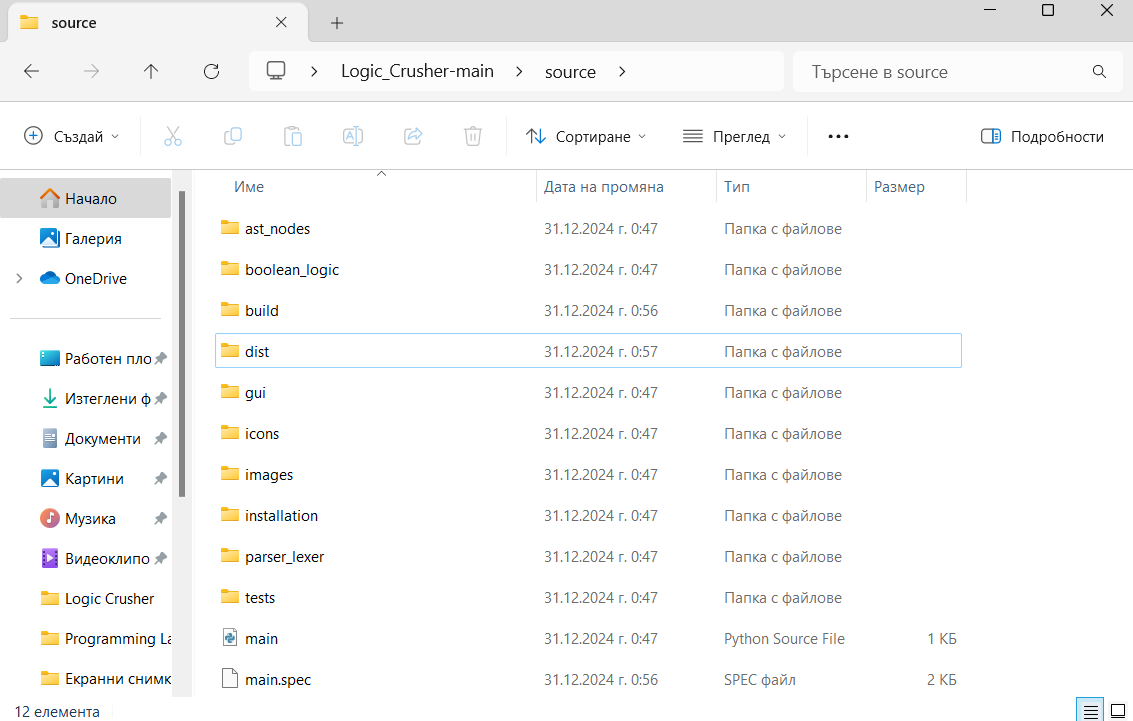 source
Logic_Crusher-main
source
Търсене в source
Създай
Сортиране
Преглед
Подробности
Име
Дата на промяна
Тип
Размер
Начало
Галерия
OneDrive
Работен пло
Изтеглени ф
Документи
Картини
Музика
Видеоклипо
Logic Crusher
Programming La
Екранни снимк
ast_nodes 31.12.2024 г. 0:47 Папка с файлове
boolean_logic 31.12.2024 г. 0:47 Папка с файлове
build 31.12.2024 г. 0:56 Папка с файлове
dist 31.12.2024 г. 0:57 Папка с файлове
gui 31.12.2024 г. 0:47 Папка с файлове
icons 31.12.2024 г. 0:47 Папка с файлове
images 31.12.2024 г. 0:47 Папка с файлове
installation 31.12.2024 г. 0:47 Папка с файлове
parser_lexer 31.12.2024 г. 0:47 Папка с файлове
tests 31.12.2024 г. 0:47 Папка с файлове
main 31.12.2024 г. 0:47 Python Source File 1 КБ
main.spec 31.12.2024 г. 0:56 SPEC файл 2 КБ
12 елемента